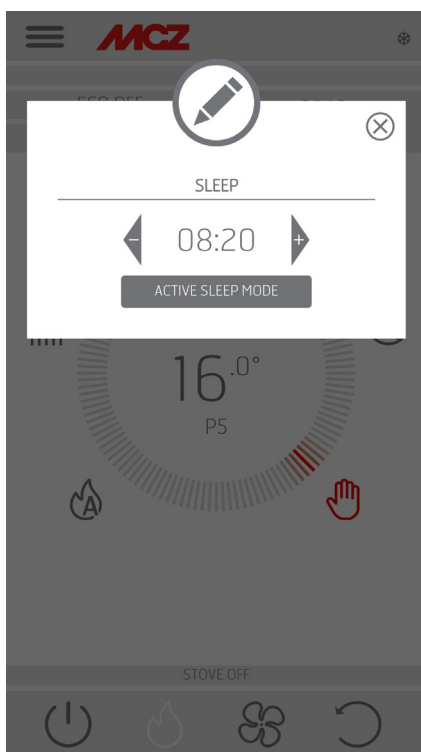 MCZ
SLEEP
- 08:20 +
ACTIVE SLEEP MODE
16.0°
P5
A
STOVE OFF